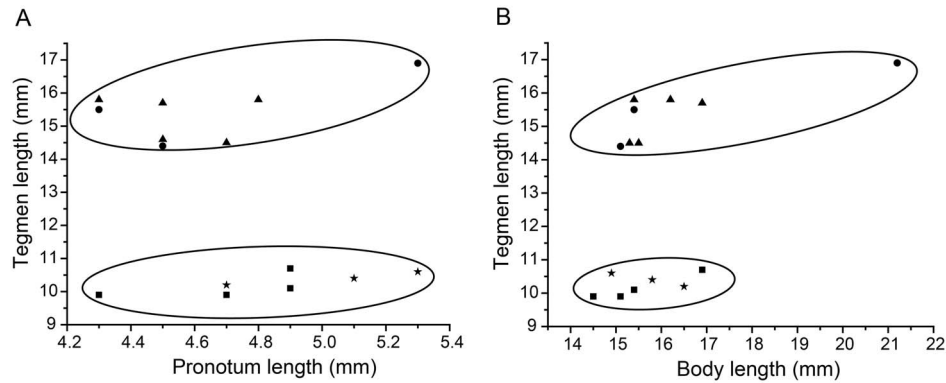 A
Tegmen length (mm)
17
16
15
14
13
12
11
10
9
4.2 4.4 4.6 4.8 5.0 5.2 5.4
Pronotum length (mm)
B
Tegmen length (mm)
17
16
15
14
13
12
11
10
9
14 15 16 17 18 19 20 21 22
Body length (mm)